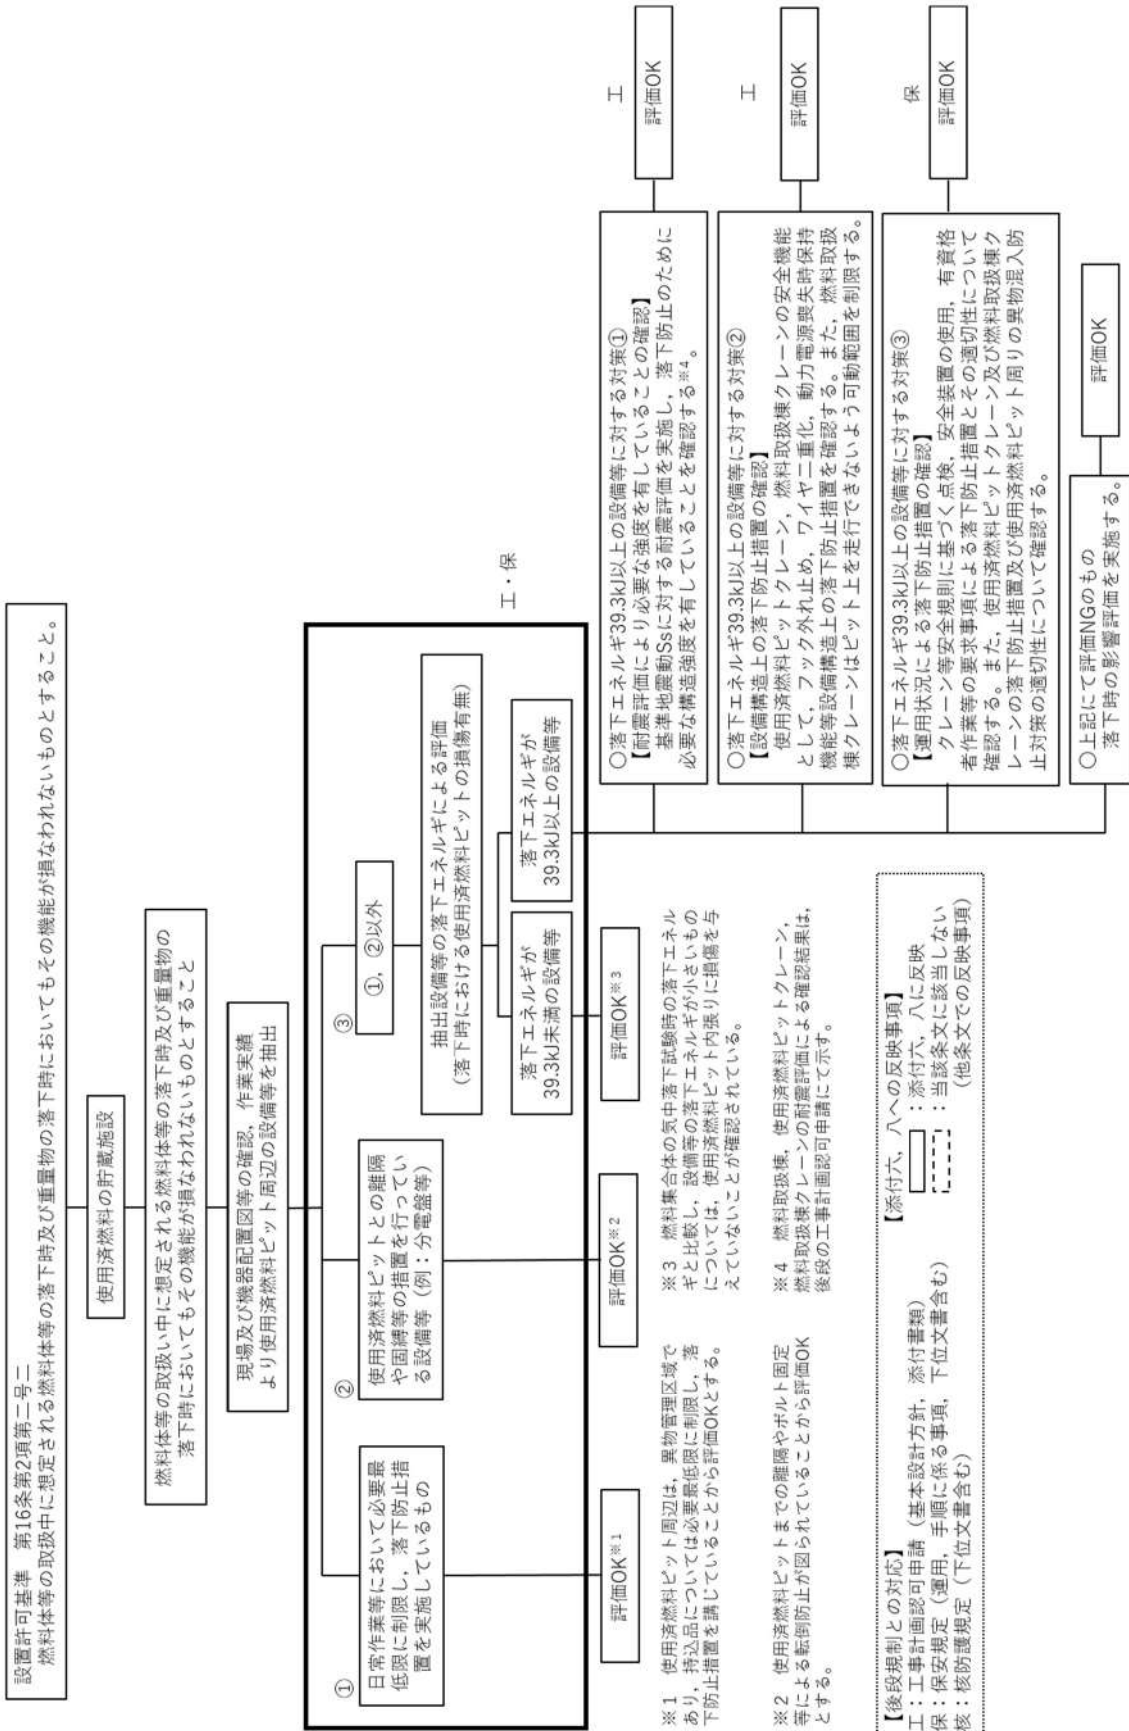 設置許可基準　第16条第2項第二号ニ
燃料体等の取扱中に想定される燃料体等の落下時及び重量物の落下時においてもその機能が損なわれないものとすること。
使用済燃料の貯蔵施設
燃料体等の取扱い中に想定される燃料体等の落下時及び重量物の
落下時においてもその機能が損なわれないものとすること
現場及び機器配置図等の確認，作業実績
より使用済燃料ピット周辺の設備等を抽出
①
日常作業等において必要最
低限に制限し，落下防止措
置を実施しているもの
②
使用済燃料ピットとの離隔
や固縛等の措置を行ってい
る設備等（例：分電盤等）
③
①，②以外
抽出設備等の落下エネルギによる評価
（落下時における使用済燃料ピットの損傷有無）
落下エネルギが
39.3kJ未満の設備等
落下エネルギが
39.3kJ以上の設備等
工・保
評価OK※1
評価OK※2
評価OK※3
○落下エネルギ39.3kJ以上の設備等に対する対策①
【耐震評価により必要な強度を有していることの確認】
基準地震動Ssに対する耐震評価を実施し，落下防止のために
必要な構造強度を有していることを確認する※4。
工
評価OK
○落下エネルギ39.3kJ以上の設備等に対する対策②
【設備構造上の落下防止措置の確認】
使用済燃料ピットクレーン，燃料取扱棟クレーンの安全機能
として，フック外れ止め，ワイヤ二重化，動力電源喪失時保持
機能等設備構造上の落下防止措置を確認する。また，燃料取扱
棟クレーンはピット上を走行できないよう可動範囲を制限する。
工
評価OK
○落下エネルギ39.3kJ以上の設備等に対する対策③
【運用状況による落下防止措置の確認】
クレーン等安全規則に基づく点検，安全装置の使用，有資格
者作業等の要求事項による落下防止措置とその適切性について
確認する。また，使用済燃料ピットクレーン及び燃料取扱棟ク
レーンの落下防止措置及び使用済燃料ピット周りの異物混入防
止対策の適切性について確認する。
保
評価OK
○上記にて評価NGのもの
落下時の影響評価を実施する。
評価OK
※1　使用済燃料ピット周辺は，異物管理区域で
あり，持込品については必要最低限に制限し，落
下防止措置を講じていることから評価OKとする。
※2　使用済燃料ピットまでの離隔やボルト固定
等による転倒防止が図られていることから評価OK
とする。
※3　燃料集合体の気中落下試験時の落下エネル
ギと比較し，設備等の落下エネルギが小さいもの
については，使用済燃料ピット内張りに損傷を与
えていないことが確認されている。
※4　燃料取扱棟，使用済燃料ピットクレーン，
燃料取扱棟クレーンの耐震評価による確認結果は，
後段の工事計画認可申請にて示す。
【後段規制との対応】
工：工事計画認可申請（基本設計方針，添付書類）
保：保安規定（運用，手順に係る事項，下位文書含む）
核：核防護規定（下位文書含む）
【添付六，八への反映事項】
：添付六，八に反映
：当該条文に該当しない
（他条文での反映事項）